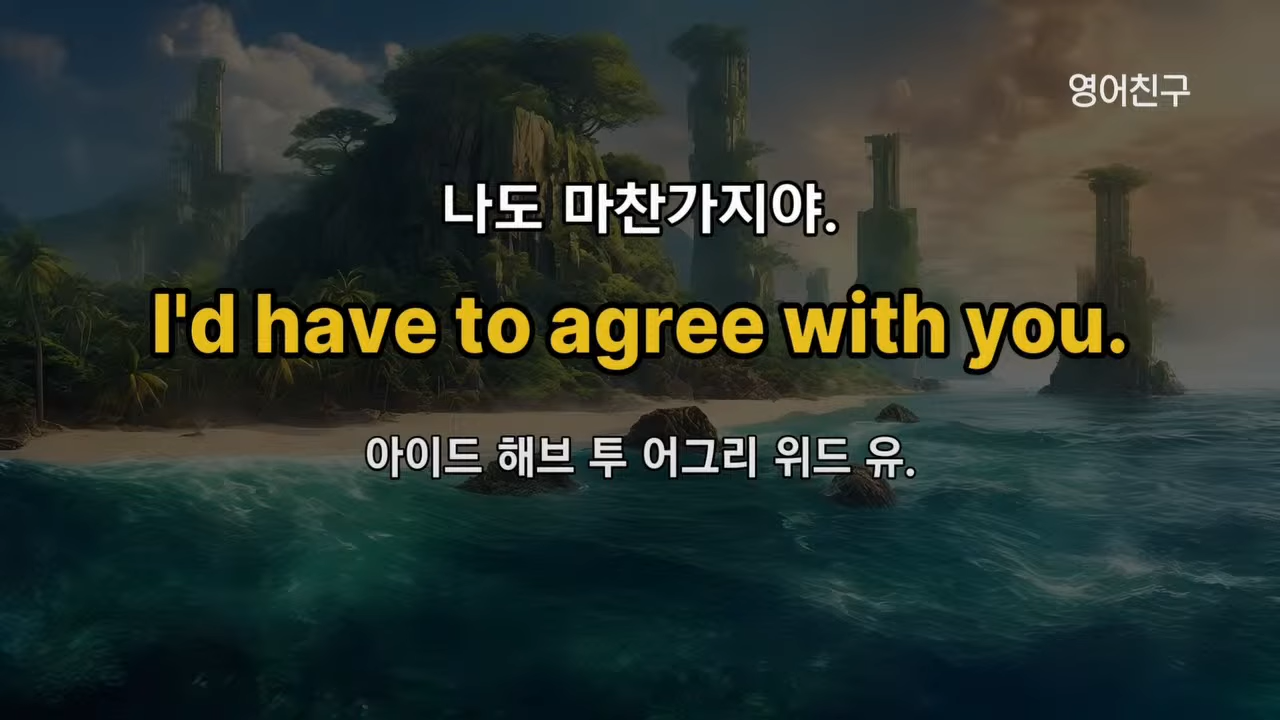 영어친구
나도 마찬가지야.
I'd have to agree with you.
아이드 해브 투 어그리 위드 유.